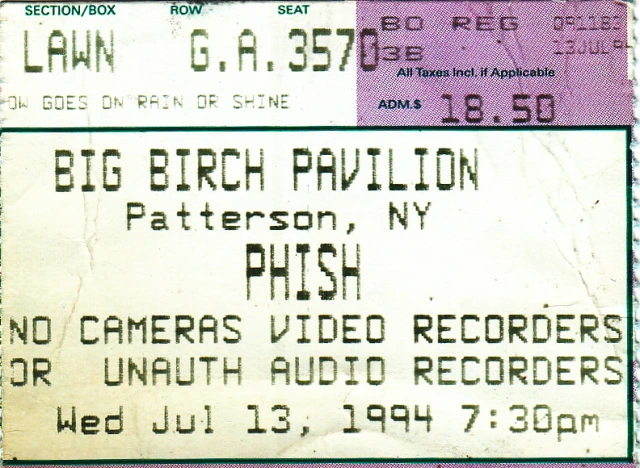 SECTION/BOX ROW SEAT
LAWN G.A. 3570 BO REG 091183
3B 13JUL94
All Taxes Incl. if Applicable
OW GOES ON RAIN OR SHINE ADM.$ 18.50
BIG BIRCH PAVILION
Patterson, NY
PHISH
NO CAMERAS VIDEO RECORDERS
OR UNAUTH AUDIO RECORDERS
Wed Jul 13, 1994 7:30pm